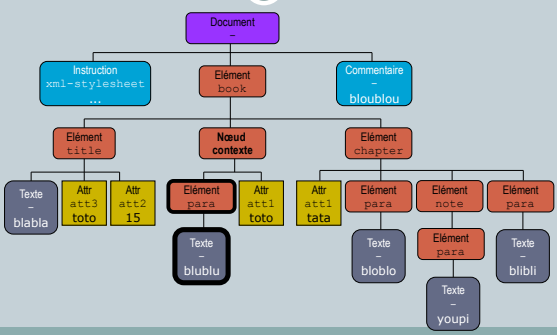 Document
–
Instruction
xml-stylesheet
...
Elément
book
Commentaire
–
bloublou
Elément
title
Nœud
contexte
Elément
chapter
Texte
–
blabla
Attr
att3
toto
Attr
att2
15
Elément
para
Attr
att1
toto
Attr
att1
tata
Elément
para
Elément
note
Elément
para
Texte
–
blublu
Texte
–
bloblo
Elément
para
Texte
–
blibli
Texte
–
youpi